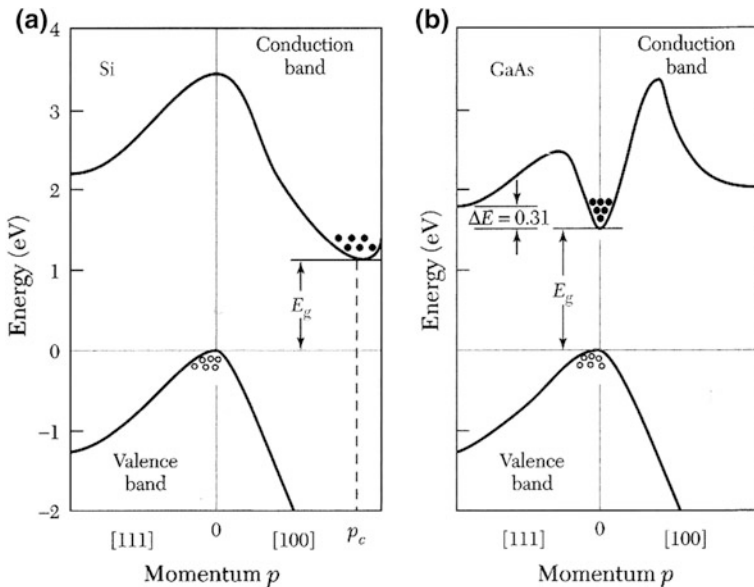 (a)
4
Si
Conduction
band
3
2
1
0
-1
-2
Energy (eV)
E_g
Valence
band
[111]
0
[100]
p_c
Momentum p
(b)
GaAs
Conduction
band
ΔE = 0.31
Energy (eV)
E_g
Valence
band
[111]
0
[100]
Momentum p